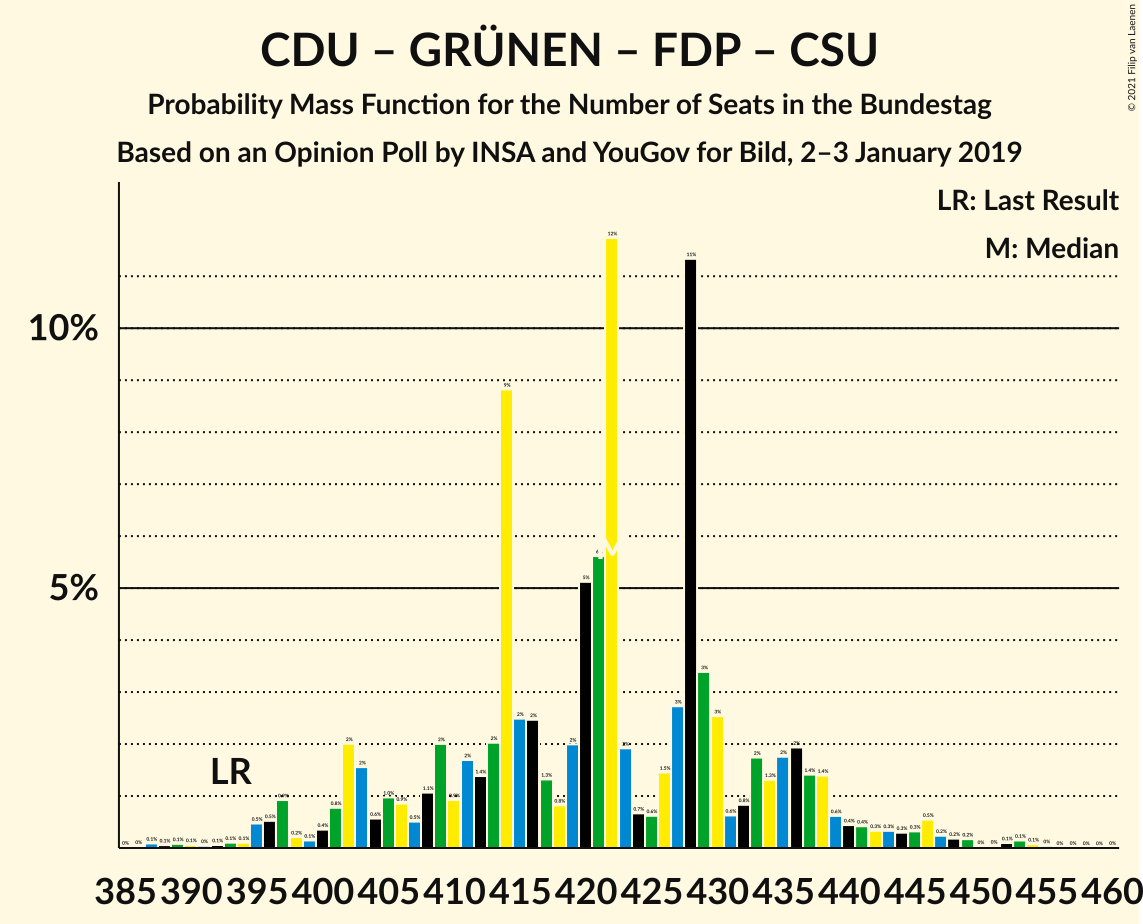 CDU – GRÜNEN – FDP – CSU
Probability Mass Function for the Number of Seats in the Bundestag
Based on an Opinion Poll by INSA and YouGov for Bild, 2–3 January 2019
© 2021 Filip van Laenen
LR: Last Result
M: Median
10%
5%
LR
M
385 390 395 400 405 410 415 420 425 430 435 440 445 450 455 460